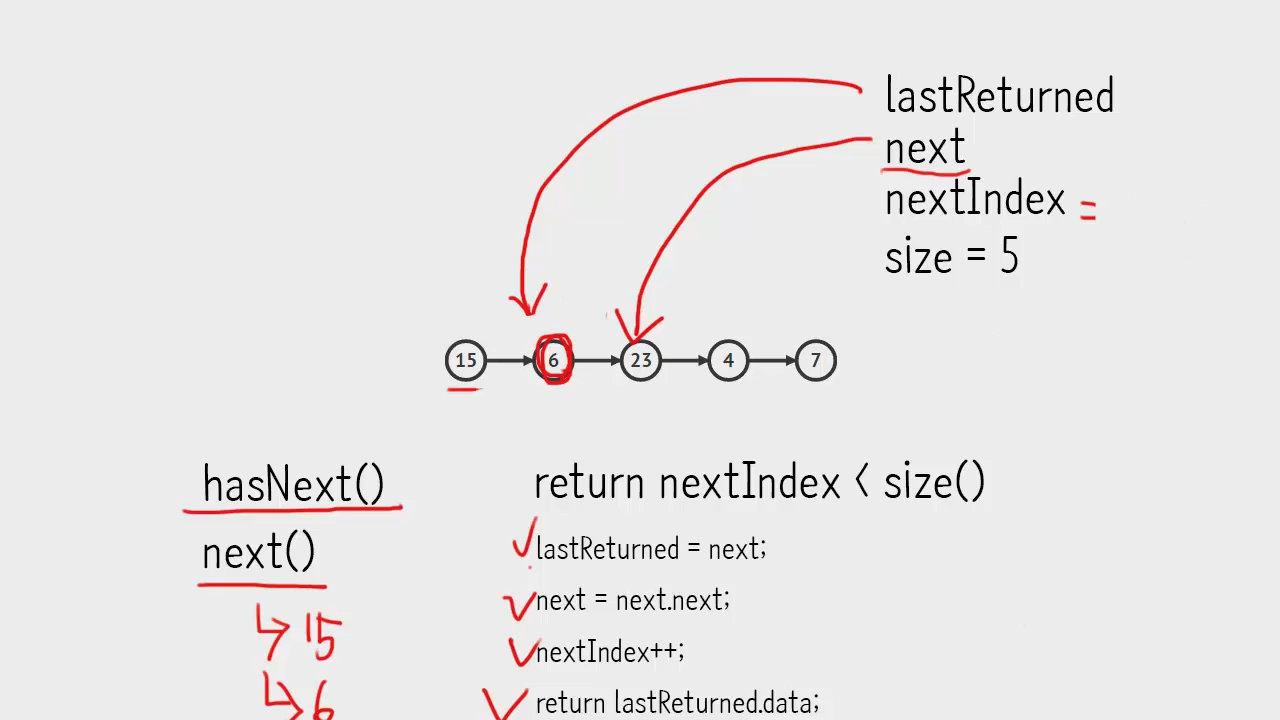 lastReturned
next
nextIndex =
size = 5
15 6 23 4 7
hasNext() return nextIndex < size()
next() lastReturned = next;
next = next.next;
15
nextIndex++;
6 return lastReturned.data;